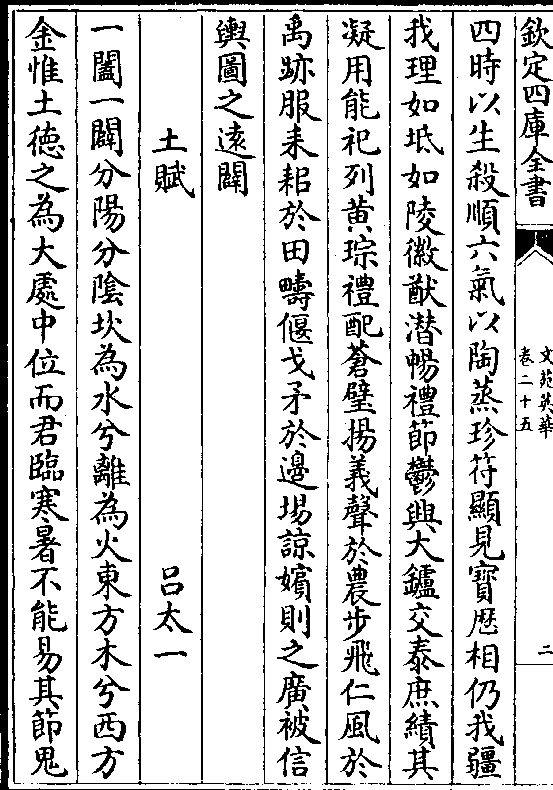 欽定四庫全書
文苑英華
卷二十五
二
四時以生殺順六氣以陶蒸珍符顯見寶厯相仍我疆
我理如坻如陵徽猷潛暢禮節鬱興大鑪交泰庶績其
凝用能祀列黄琮禮配蒼璧揚義聲於農步飛仁風於
禹跡服耒耜於田疇偃戈矛於邊埸諒嬪則之廣被信
輿圖之遠闢
土賦
吕太一
一闔一闢分陽分陰坎為水兮離為火東方木兮西方
金惟土徳之為大處中位而君臨寒暑不能易其節鬼